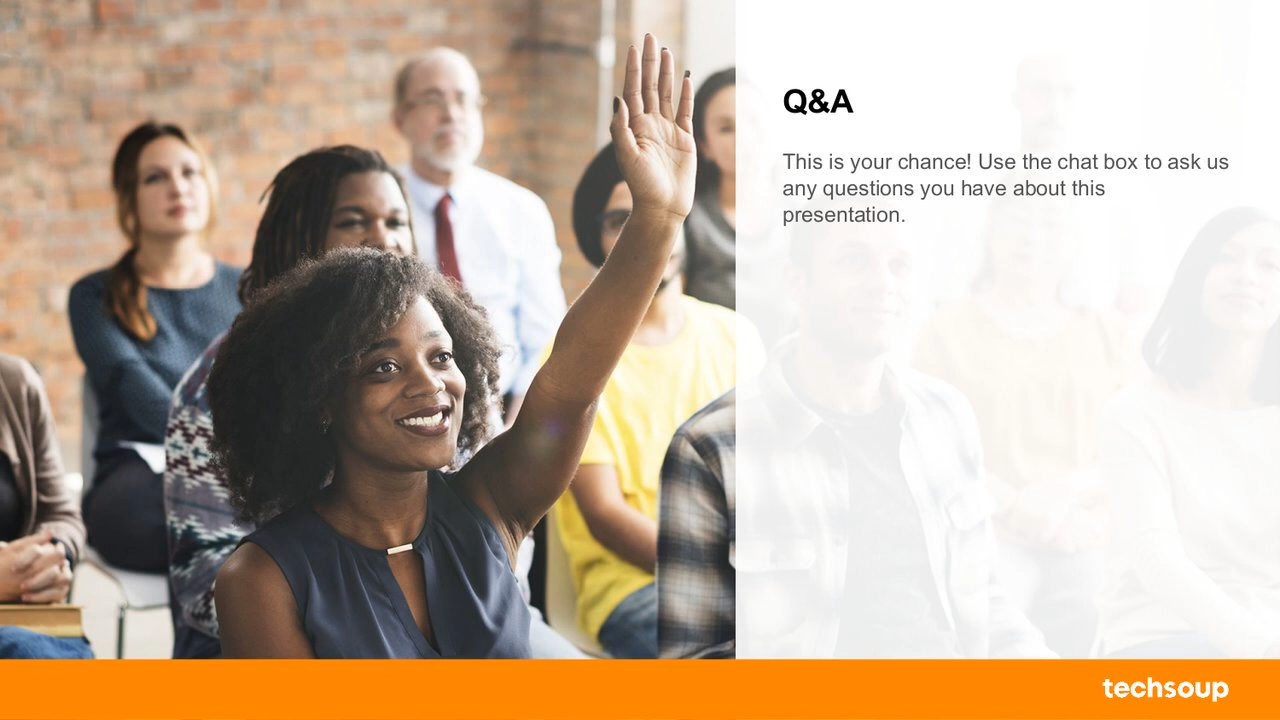 Q&A
This is your chance! Use the chat box to ask us
any questions you have about this
presentation.
techsoup